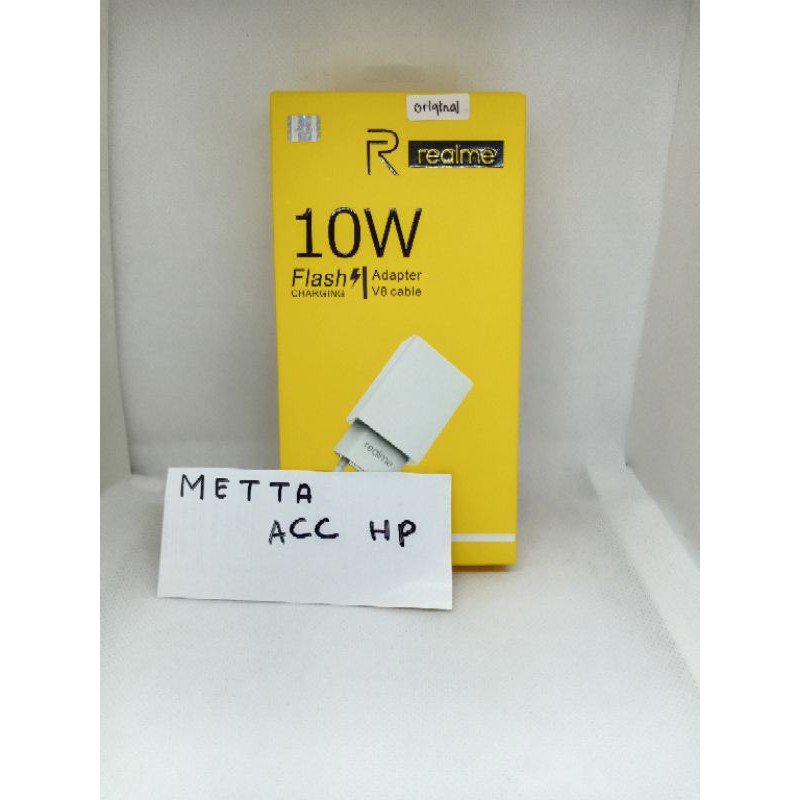 original
R realme
10W
Flash Adapter
CHARGING V8 cable
realme
METTA
ACC HP